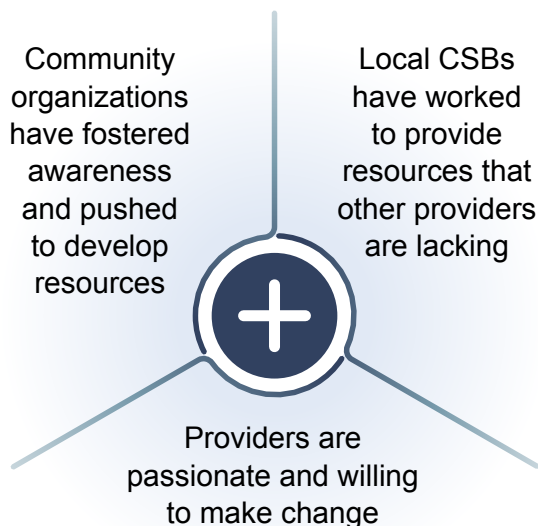 Community
organizations
have fostered
awareness
and pushed
to develop
resources
Local CSBs
have worked
to provide
resources that
other providers
are lacking
Providers are
passionate and willing
to make change